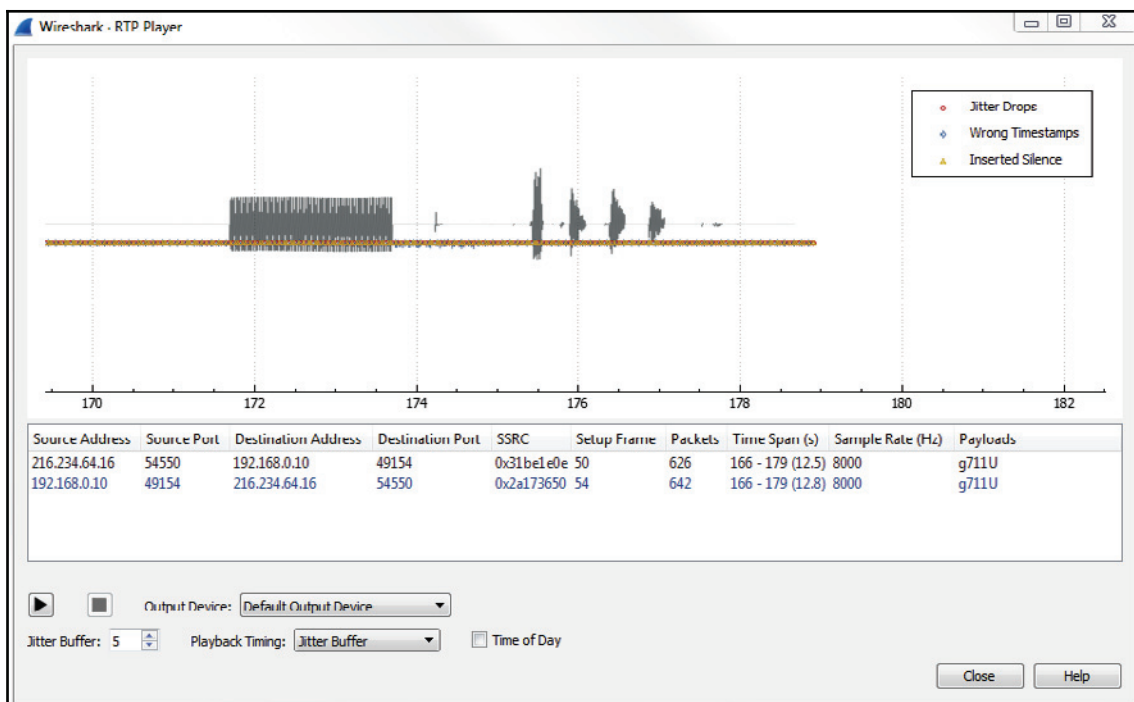 Wireshark · RTP Player
Jitter Drops
Wrong Timestamps
Inserted Silence
170 172 174 176 178 180 182
Source Address Source Port Destination Address Destination Port SSRC Setup Frame Packets Time Span (s) Sample Rate (Hz) Payloads
216.234.64.16 54550 192.168.0.10 49154 0x31be1e0e 50 626 166 - 179 (12.5) 8000 g711U
192.168.0.10 49154 216.234.64.16 54550 0x2a173650 54 642 166 - 179 (12.8) 8000 g711U
Output Device: Default Output Device
Jitter Buffer: 5 Playback Timing: Jitter Buffer Time of Day
Close Help